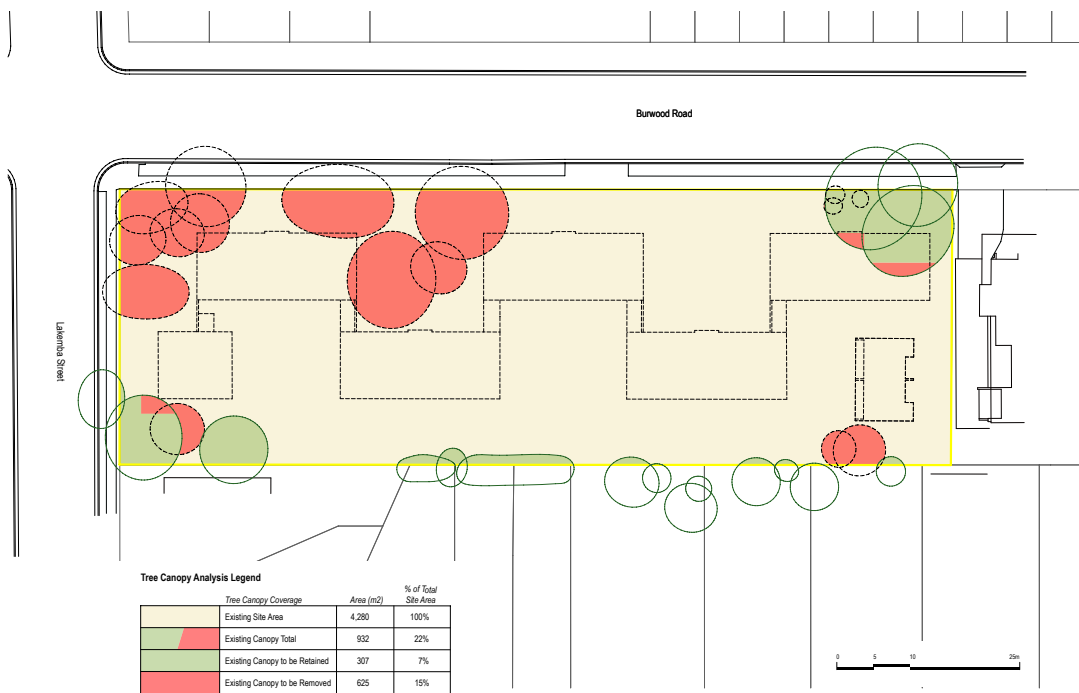 Burwood Road
Lakemba Street
Tree Canopy Analysis Legend
Tree Canopy Coverage Area (m2) % of Total Site Area
Existing Site Area 4,280 100%
Existing Canopy Total 932 22%
Existing Canopy to be Retained 307 7%
Existing Canopy to be Removed 625 15%
0 5 10 25m